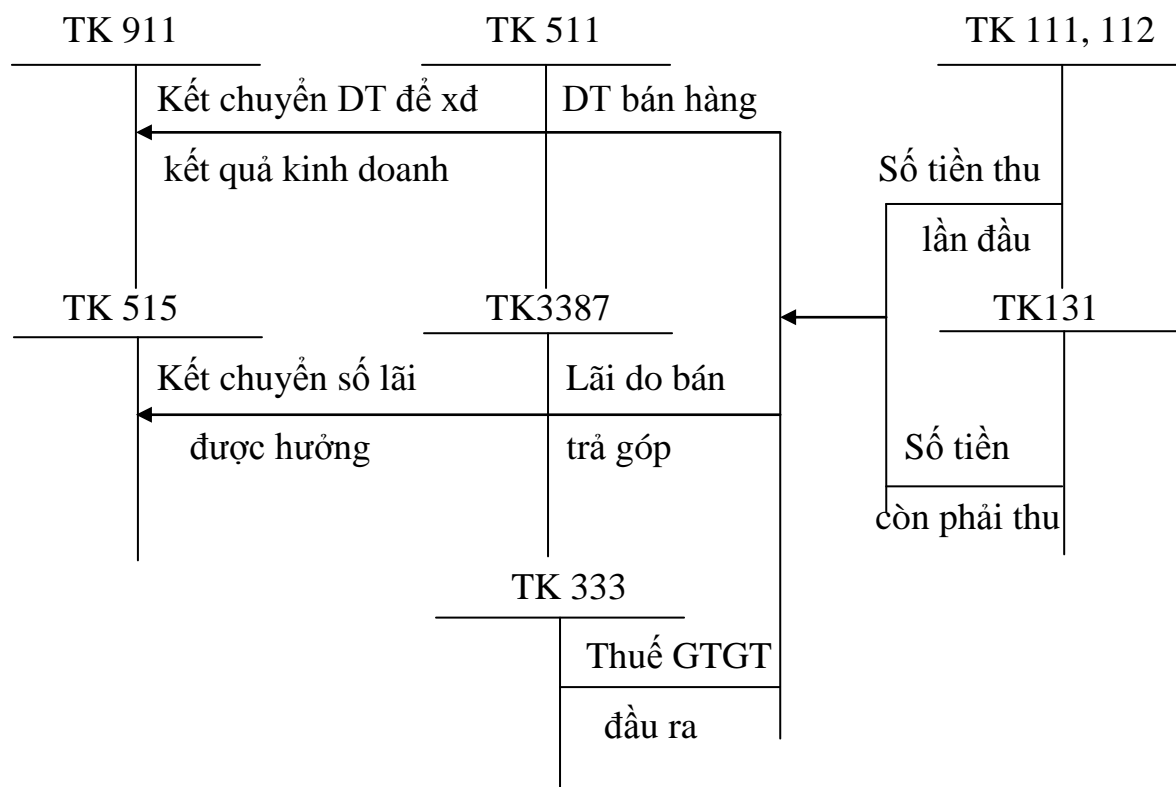 TK 911
TK 511
TK 111, 112
Kết chuyển DT để xđ
DT bán hàng
kết quả kinh doanh
Số tiền thu
lần đầu
TK 515
TK3387
TK131
Kết chuyển số lãi
Lãi do bán
được hưởng
trả góp
Số tiền
còn phải thu
TK 333
Thuế GTGT
đầu ra